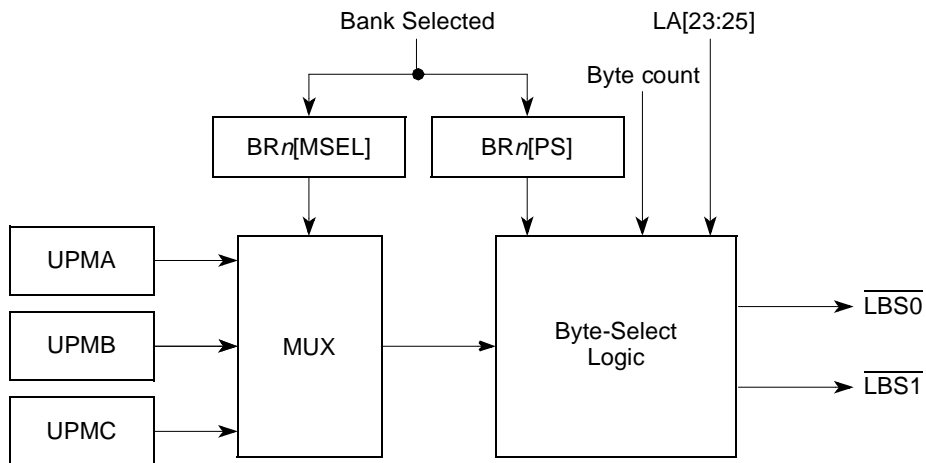 Bank Selected
LA[23:25]
Byte count
BRn[MSEL]
BRn[PS]
UPMA
UPMB
UPMC
MUX
Byte-Select
Logic
LBS0
LBS1